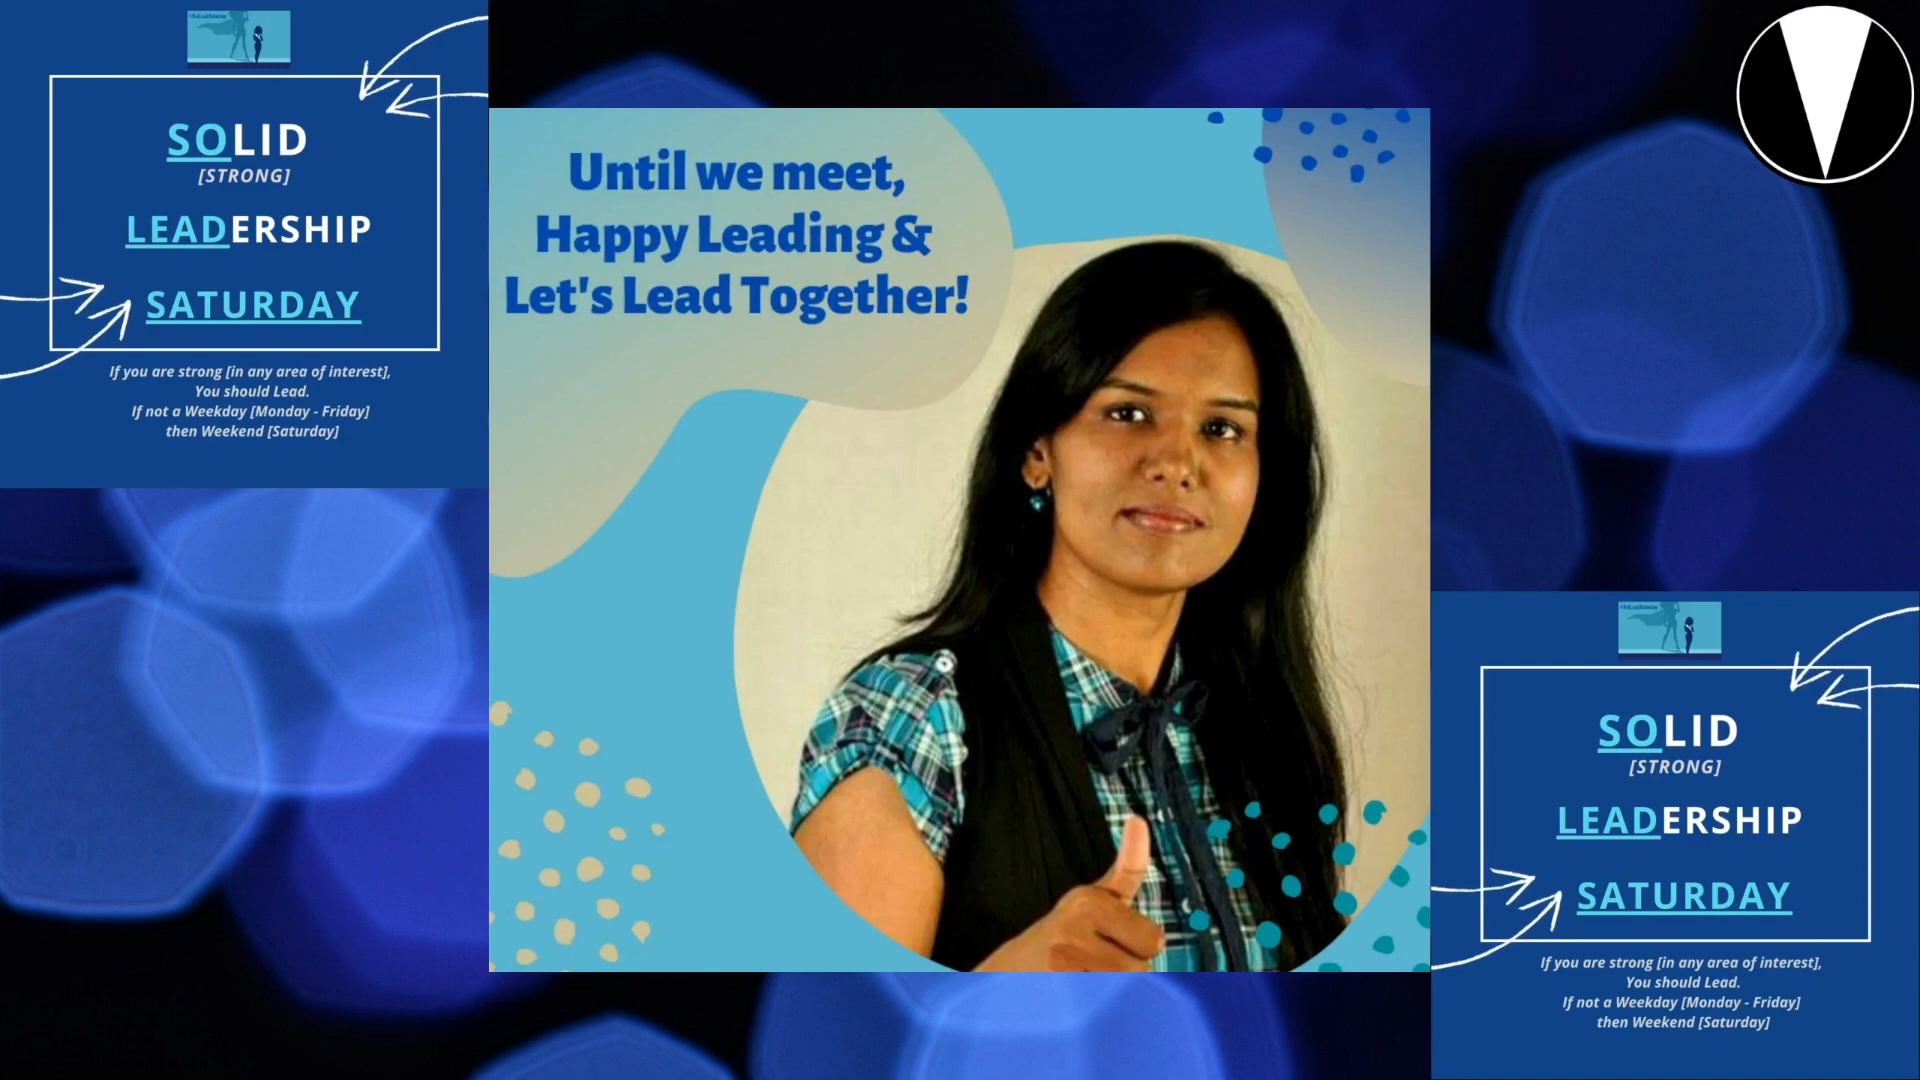 SOLID
[STRONG]
LEADERSHIP
SATURDAY
If you are strong [in any area of interest],
You should Lead.
If not a Weekday [Monday - Friday]
then Weekend [Saturday]
Until we meet,
Happy Leading &
Let's Lead Together!
SOLID
[STRONG]
LEADERSHIP
SATURDAY
If you are strong [in any area of interest],
You should Lead.
If not a Weekday [Monday - Friday]
then Weekend [Saturday]